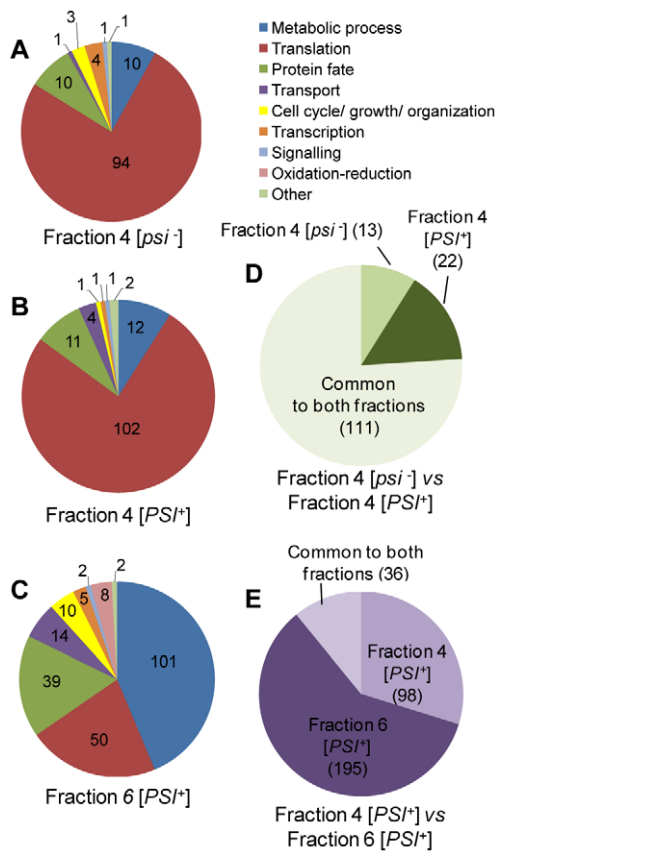 A
3
1
1
1
4
10
10
94
Fraction 4 [psi -]
Metabolic process
Translation
Protein fate
Transport
Cell cycle/ growth/ organization
Transcription
Signalling
Oxidation-reduction
Other
B
1
1
1
2
4
12
11
102
Fraction 4 [PSI+]
C
2
2
10
5
8
14
101
39
50
Fraction 6 [PSI+]
D
Fraction 4 [psi -] (13)
Fraction 4
[PSI+]
(22)
Common
to both fractions
(111)
Fraction 4 [psi -] vs
Fraction 4 [PSI+]
E
Common to both
fractions (36)
Fraction 4
[PSI+]
(98)
Fraction 6
[PSI+]
(195)
Fraction 4 [PSI+] vs
Fraction 6 [PSI+]